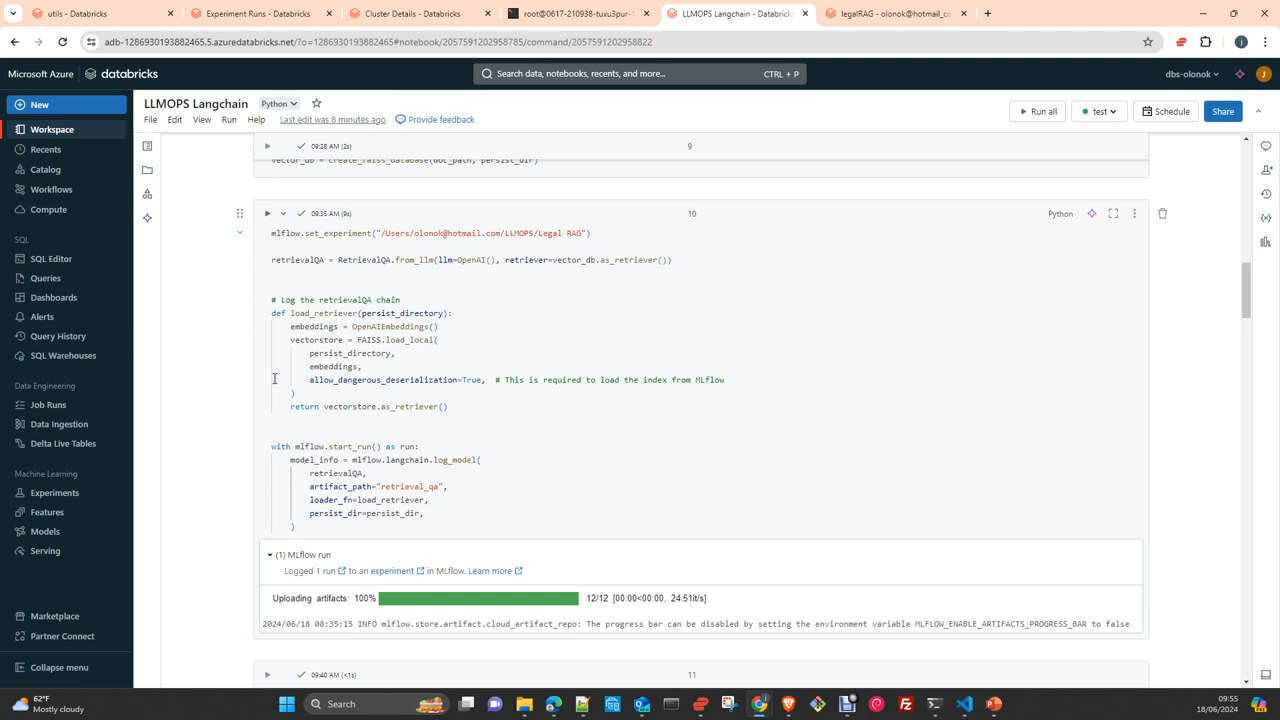 utils - Databricks
Experiment Runs - Databricks
Cluster Details - Databricks
root@0617-210938-tuxu3pur-1
LLMOPS Langchain - Databricks
legalRAG - olonok@hotmail_co
adb-1286930193882465.5.azuredatabricks.net/?o=1286930193882465#notebook/2057591202958785/command/2057591202958822
Microsoft Azure
databricks
Search data, notebooks, recents, and more...
CTRL + P
dbs-olonok
J
New
Workspace
Recents
Catalog
Workflows
Compute
SQL
SQL Editor
Queries
Dashboards
Alerts
Query History
SQL Warehouses
Data Engineering
Job Runs
Data Ingestion
Delta Live Tables
Machine Learning
Experiments
Features
Models
Serving
Marketplace
Partner Connect
Collapse menu
LLMOPS Langchain
Python
File Edit View Run Help Last edit was 8 minutes ago Provide feedback
Run all
test
Schedule
Share
09:28 AM (2s)
9
vector_db = create_faiss_database(doc_path, persist_dir)
09:35 AM (9s)
10
Python
mlflow.set_experiment("/Users/olonok@hotmail.com/LLMOPS/Legal RAG")
retrievalQA = RetrievalQA.from_llm(llm=OpenAI(), retriever=vector_db.as_retriever())
# Log the retrievalQA chain
def load_retriever(persist_directory):
embeddings = OpenAIEmbeddings()
vectorstore = FAISS.load_local(
persist_directory,
embeddings,
allow_dangerous_deserialization=True,  # This is required to load the index from MLflow
)
return vectorstore.as_retriever()
with mlflow.start_run() as run:
model_info = mlflow.langchain.log_model(
retrievalQA,
artifact_path="retrieval_qa",
loader_fn=load_retriever,
persist_dir=persist_dir,
)
(1) MLflow run
Logged 1 run to an experiment in MLflow. Learn more
Uploading artifacts: 100% 12/12 [00:00<00:00, 24.51it/s]
2024/06/18 08:35:15 INFO mlflow.store.artifact.cloud_artifact_repo: The progress bar can be disabled by setting the environment variable MLFLOW_ENABLE_ARTIFACTS_PROGRESS_BAR to false
09:40 AM (<1s)
11
62°F
Mostly cloudy
Search
09:55
18/06/2024